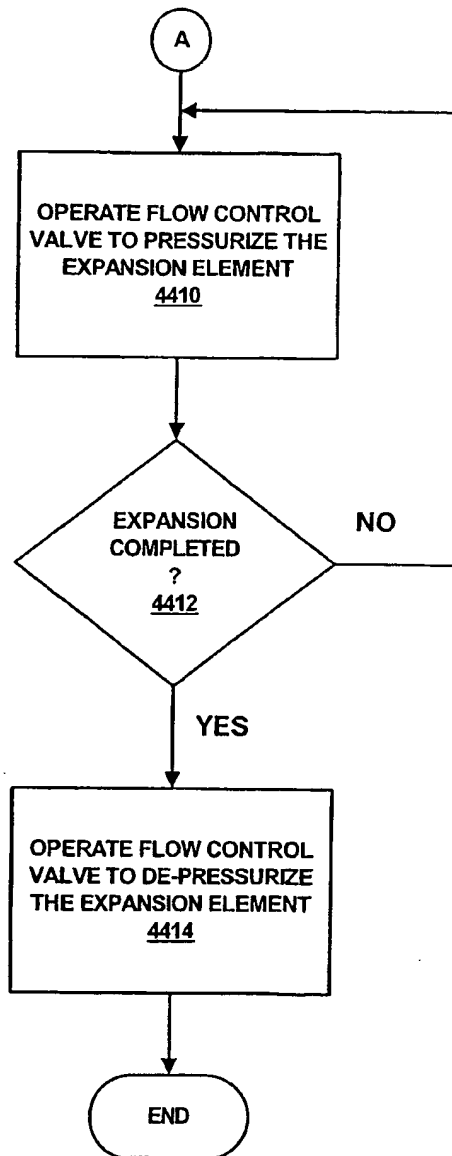 A
OPERATE FLOW CONTROL
VALVE TO PRESSURIZE THE
EXPANSION ELEMENT
4410
EXPANSION
COMPLETED
?
4412
NO
YES
OPERATE FLOW CONTROL
VALVE TO DE-PRESSURIZE
THE EXPANSION ELEMENT
4414
END